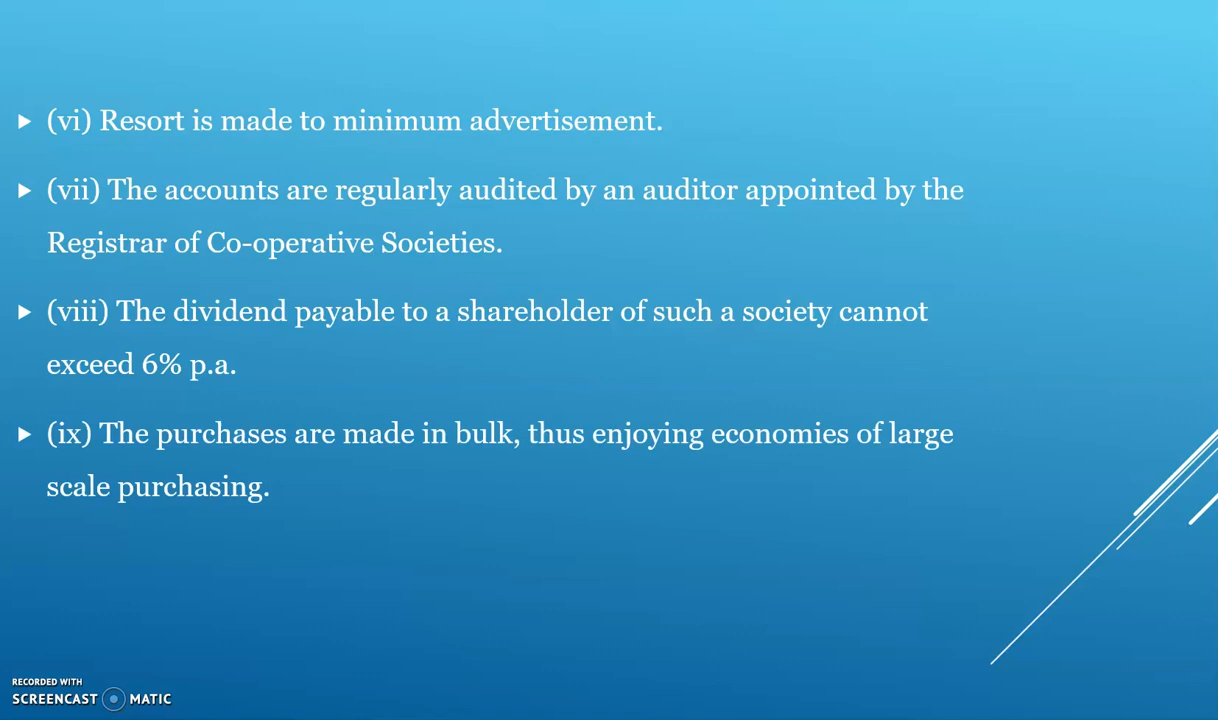 (vi) Resort is made to minimum advertisement.
(vii) The accounts are regularly audited by an auditor appointed by the
Registrar of Co-operative Societies.
(viii) The dividend payable to a shareholder of such a society cannot
exceed 6% p.a.
(ix) The purchases are made in bulk, thus enjoying economies of large
scale purchasing.
RECORDED WITH
SCREENCAST MATIC